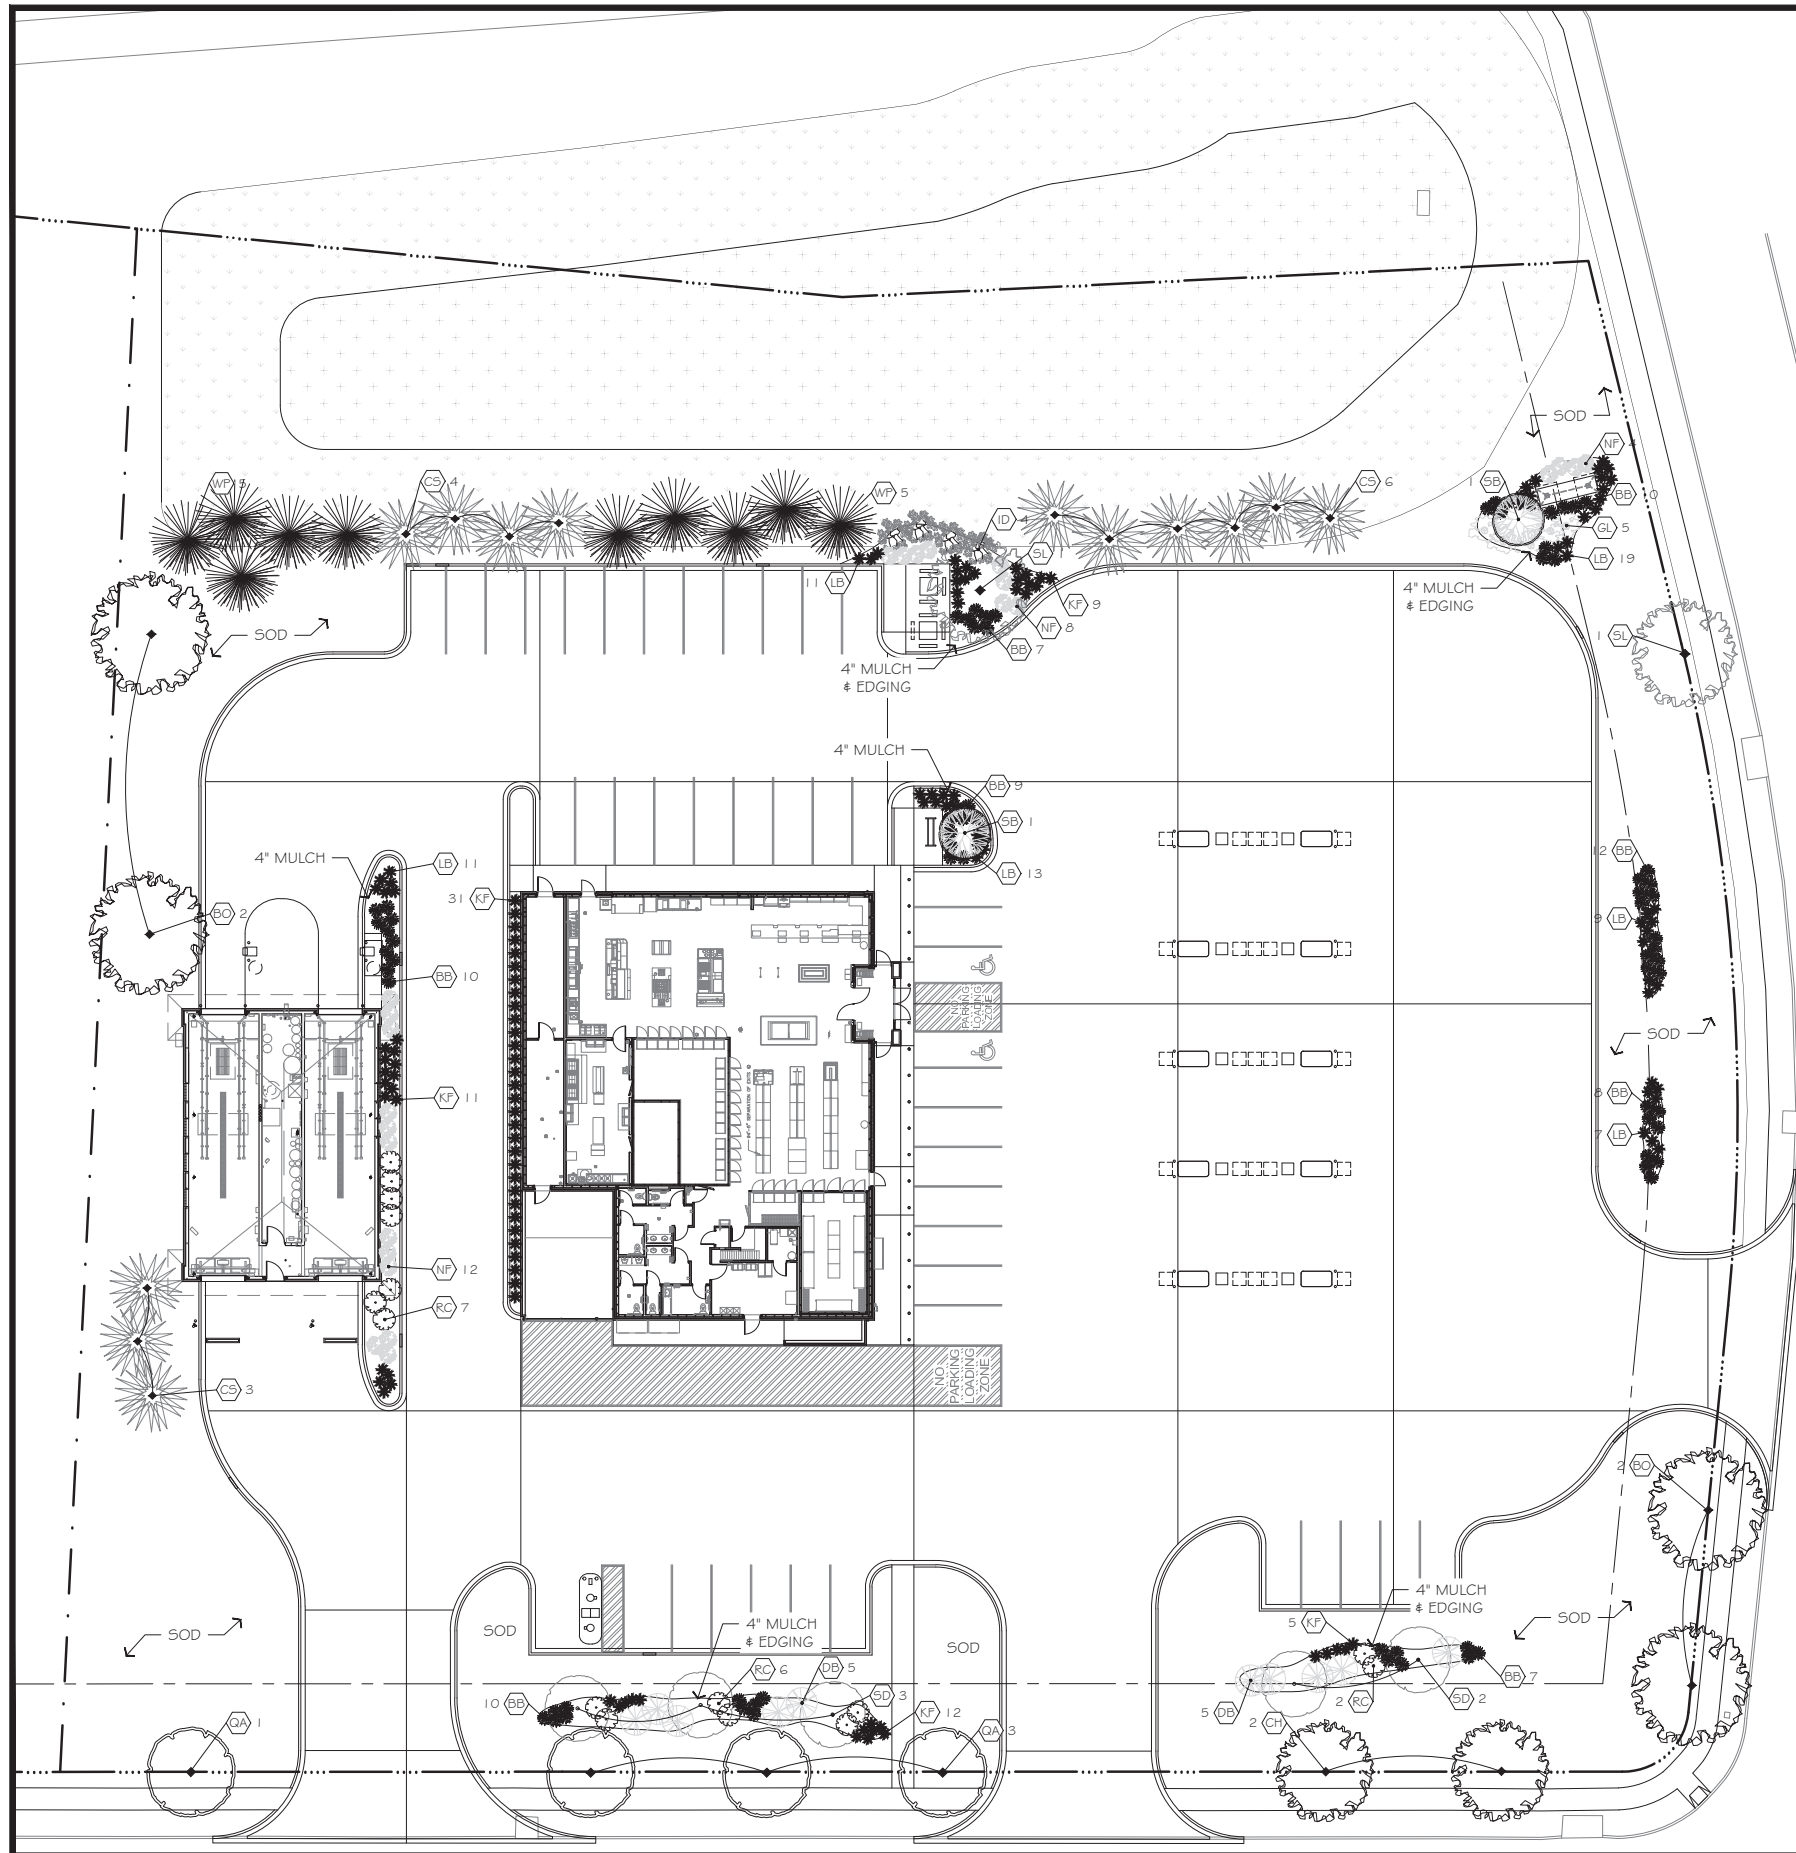 SOD
NF 4
WP 5
CS 4
CS 6
1 SB
WP 5
BB
ID
GL 5
SL
LB 19
11 LB
4" MULCH
& EDGING
KF 9
NF 8
SOD
1 SL
BB 7
4" MULCH
& EDGING
4" MULCH
BB 9
SB 1
4" MULCH
LB 11
12 BB
LB 13
31 KF
BO 2
9 LB
BB 10
NO
PARKING
LOADING
ZONE
SOD
8 BB
KF 11
64'-8" SEPARATION OF EXITS
7 LB
NF 12
RC 7
CS 3
NO
PARKING
LOADING
ZONE
2 BO
4" MULCH
& EDGING
5 KF
SOD
SOD
SOD
4" MULCH
& EDGING
SOD
RC 6
DB 5
BB 7
10 BB
SD 3
SD 2
2 RC
KF 12
5 DB
QA 1
QA 3
2 CH